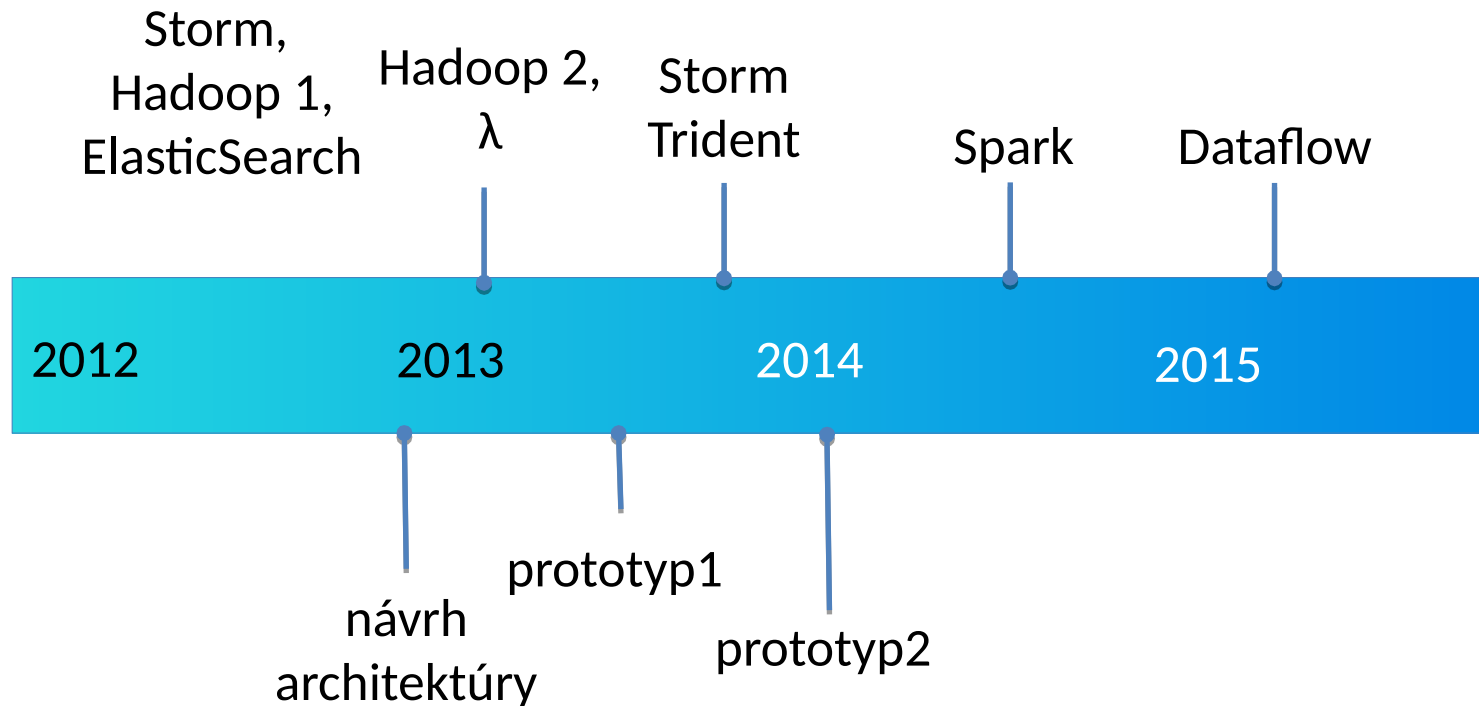 Storm,
Hadoop 1,
ElasticSearch
Hadoop 2,
λ
Storm
Trident
Spark
Dataflow
2012
2013
2014
2015
návrh
architektúry
prototyp1
prototyp2